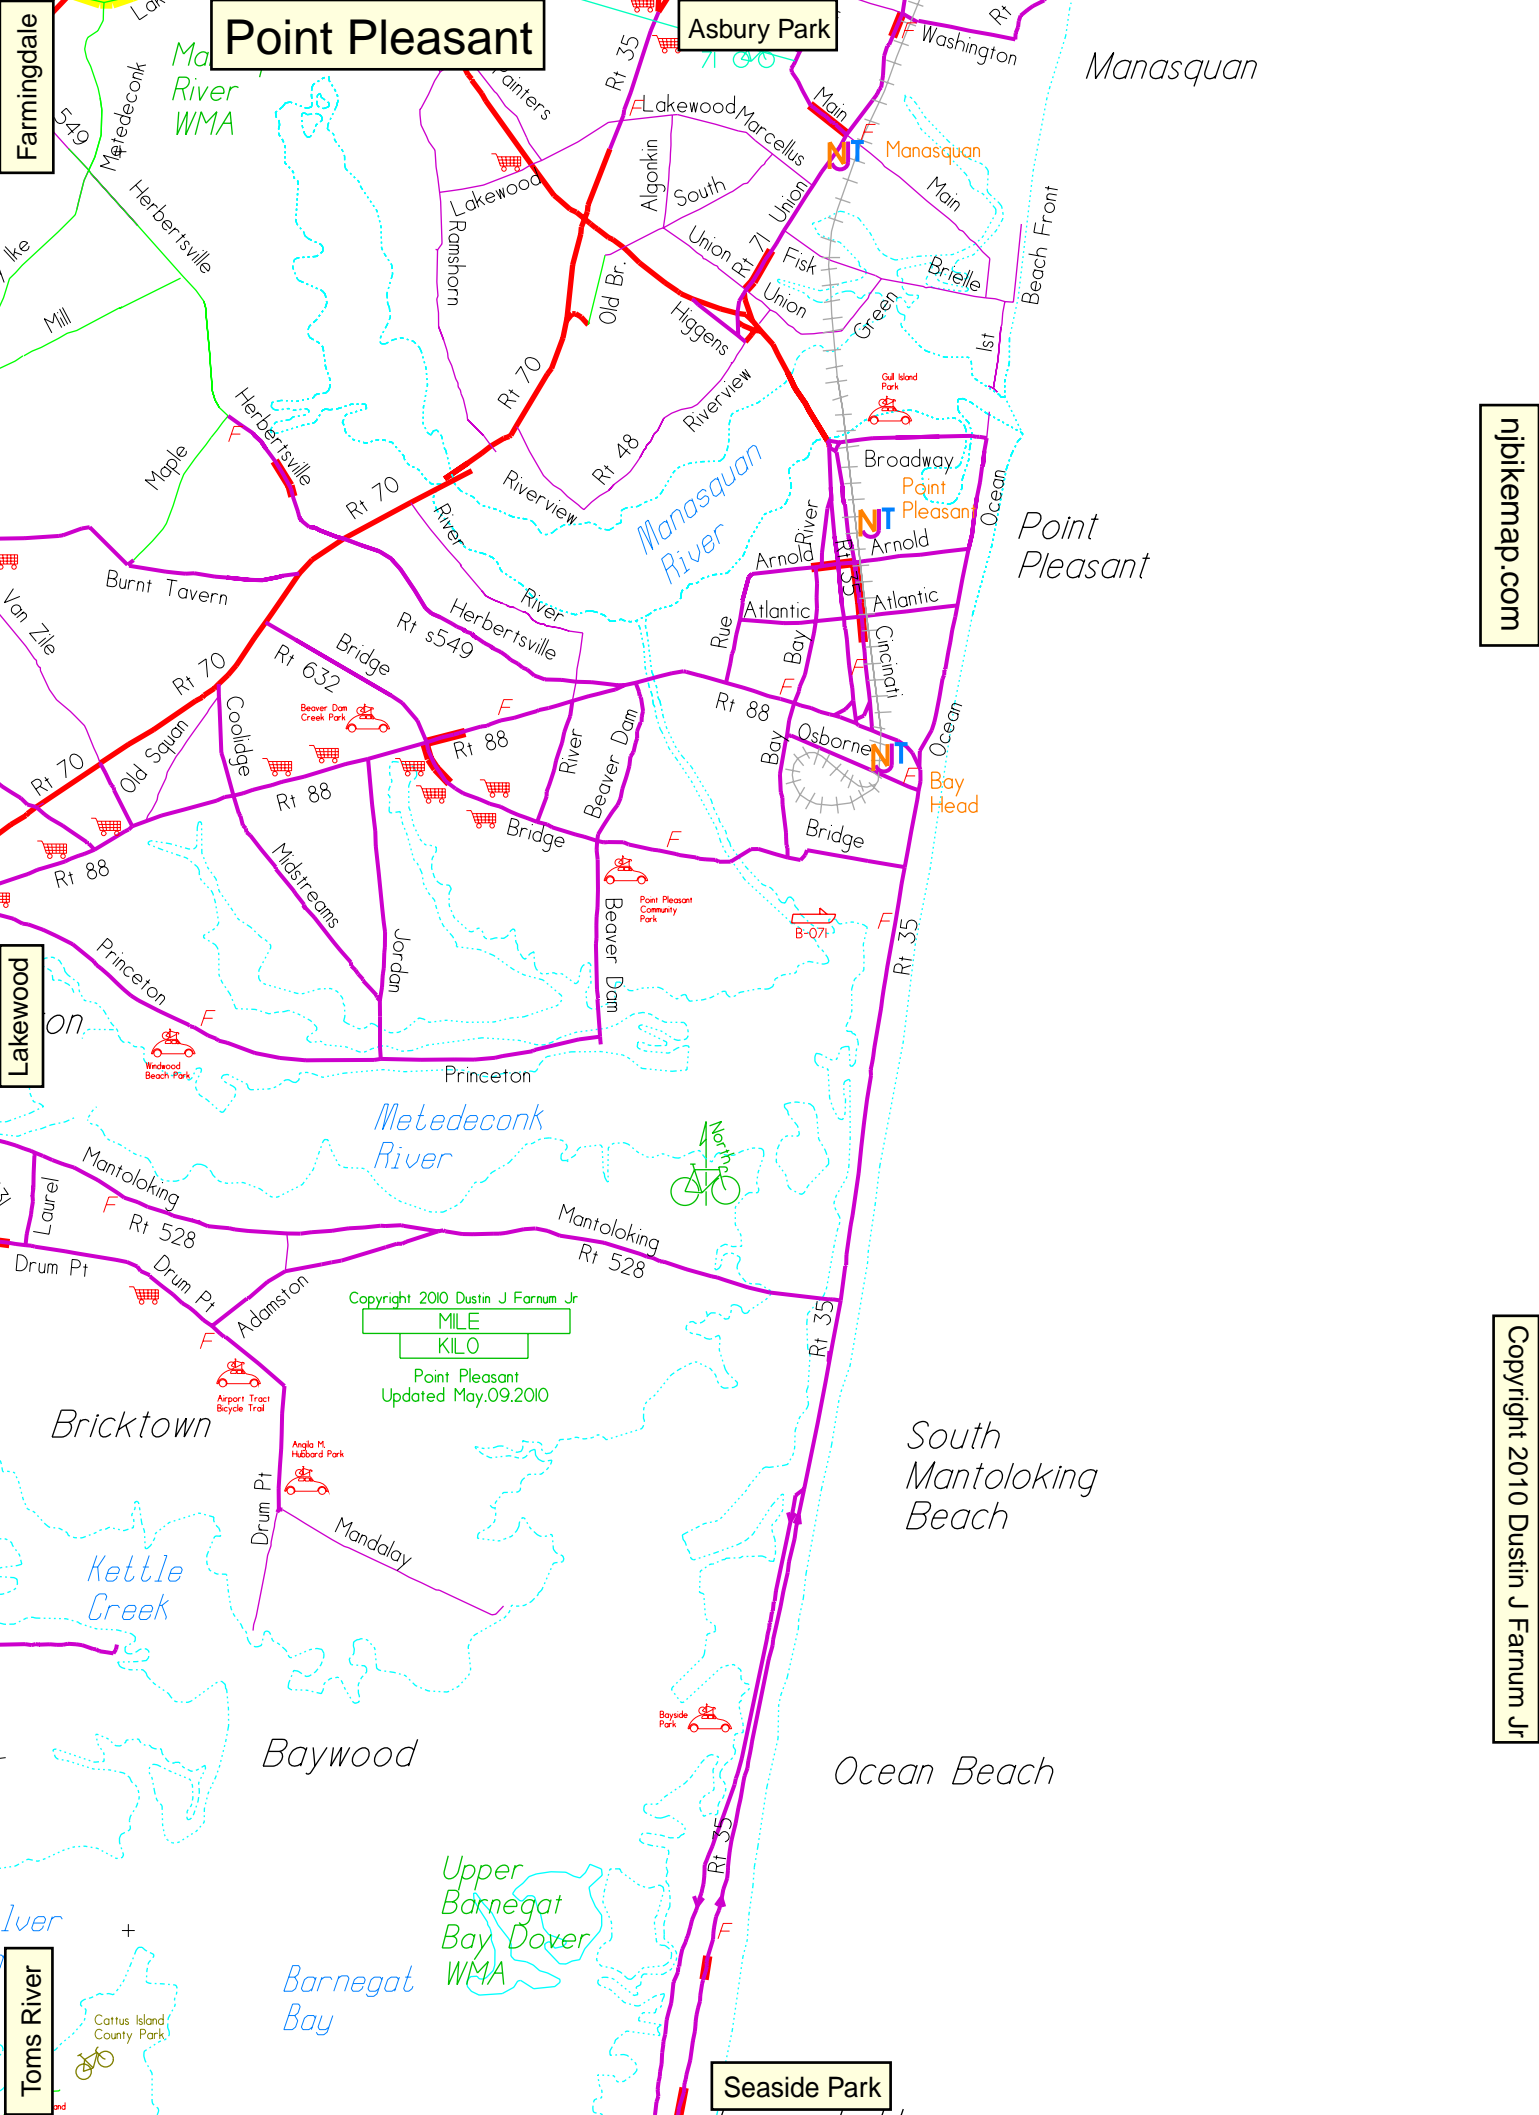 Farmingdale
Point Pleasant
Asbury Park
River
WMA
549
Metedeconk
Painters
Rt 35
71
Washington
Rt
Manasquan
Lakewood
Marcellus
Main
Manasquan
Herbertsville
Lakewood
Algonkin
South
Union
Main
Beach Front
Ramshorn
Old Br.
Union
Rt 71
Fisk
Brielle
Mill
Higgens
Union
Green
1st
Rt 70
Riverview
Gull Island
Park
njbikemap.com
Maple
Herbertsville
Rt 70
Riverview
Rt 48
Manasquan
River
Broadway
Point
Pleasant
NJT
Ocean
Point
Pleasant
River
Arnold
Rt 35
Arnold
Burnt Tavern
Van Zile
River
Atlantic
Atlantic
Rt s549
Herbertsville
Rue
Bay
Cincinati
Bridge
Rt 632
Rt 70
Beaver Dam
Creek Park
Coolidge
Old Squan
Rt 88
Rt 88
River
Beaver Dam
Bay
Osborne
NJT
Ocean
Bay
Head
Rt 70
Rt 88
Bridge
Bridge
Rt 88
Midstreams
Point Pleasant
Community
Park
B-071
Rt 35
Princeton
Jordan
Beaver Dam
Lakewood
on
Windwood
Beach Park
Princeton
Metedeconk
River
North
Mantoloking
Laurel
Rt 528
Mantoloking
Rt 528
Drum Pt
Drum Pt
Adamston
Copyright 2010 Dustin J Farnum Jr
MILE
KILO
Point Pleasant
Updated May.09.2010
Rt 35
Copyright 2010 Dustin J Farnum Jr
Airport Tract
Bicycle Trail
Bricktown
Angila M.
Hubbard Park
South
Mantoloking
Beach
Drum Pt
Mandalay
Kettle
Creek
Bayside
Park
Baywood
Ocean Beach
Rt 35
Upper
Barnegat
Bay Dover
WMA
lver
Barnegat
Bay
Cattus Island
County Park
Toms River
Seaside Park